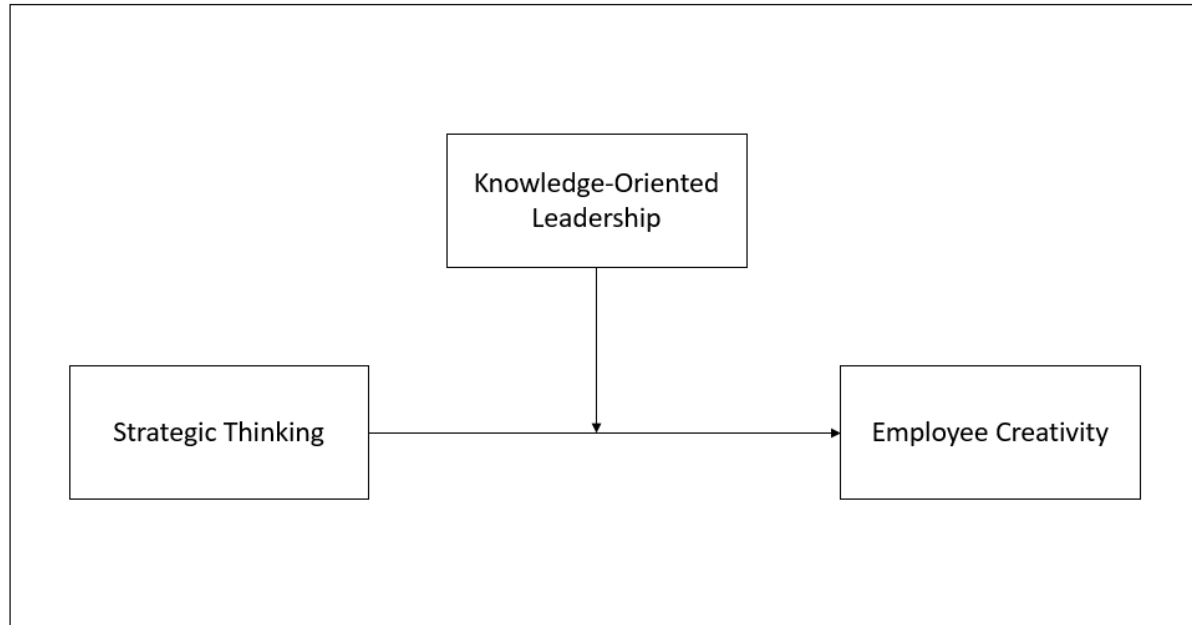 Knowledge-Oriented
Leadership
Strategic Thinking
Employee Creativity